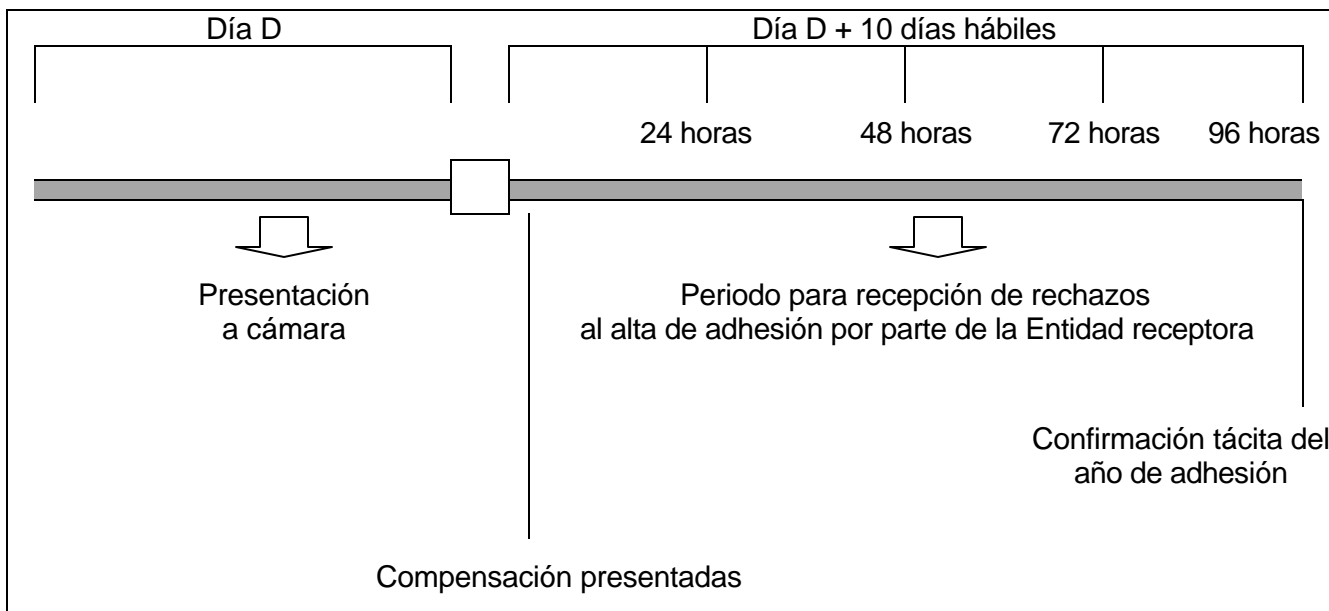 Día D
Día D + 10 días hábiles
24 horas
48 horas
72 horas
96 horas
Presentación
a cámara
Periodo para recepción de rechazos
al alta de adhesión por parte de la Entidad receptora
Confirmación tácita del
año de adhesión
Compensación presentadas